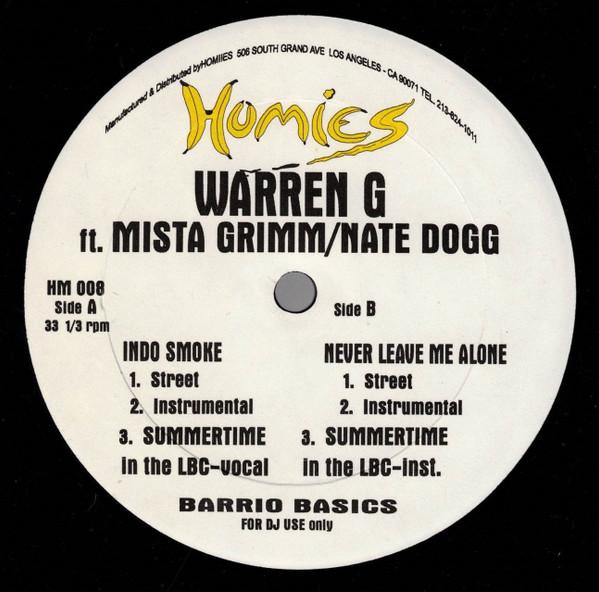 Manufactured & Distributed byHOMIIES 506 SOUTH GRAND AVE LOS ANGELES - CA 90071 TEL. 213-624-1011
HOMIES
WARREN G
ft. MISTA GRIMM/NATE DOGG
HM 008
Side A
33 1/3 rpm
Side B
INDO SMOKE
1. Street
2. Instrumental
3. SUMMERTIME
in the LBC-vocal
NEVER LEAVE ME ALONE
1. Street
2. Instrumental
3. SUMMERTIME
in the LBC-inst.
BARRIO BASICS
FOR DJ USE only